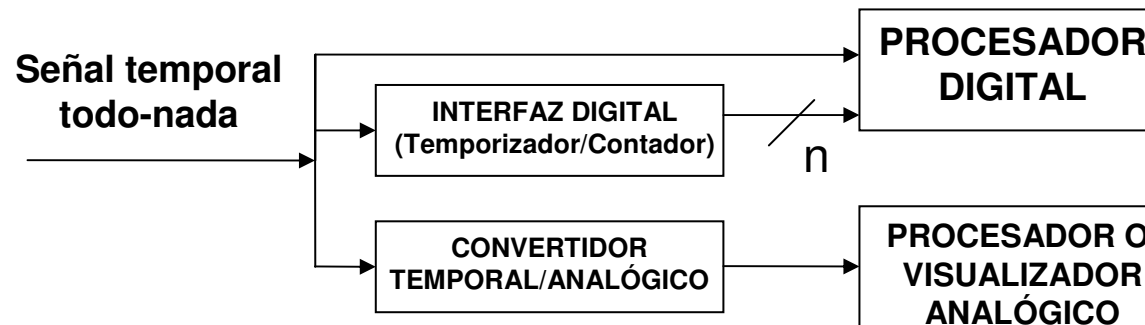 Señal temporal
todo-nada
INTERFAZ DIGITAL
(Temporizador/Contador)
n
PROCESADOR
DIGITAL
CONVERTIDOR
TEMPORAL/ANALÓGICO
PROCESADOR O
VISUALIZADOR
ANALÓGICO